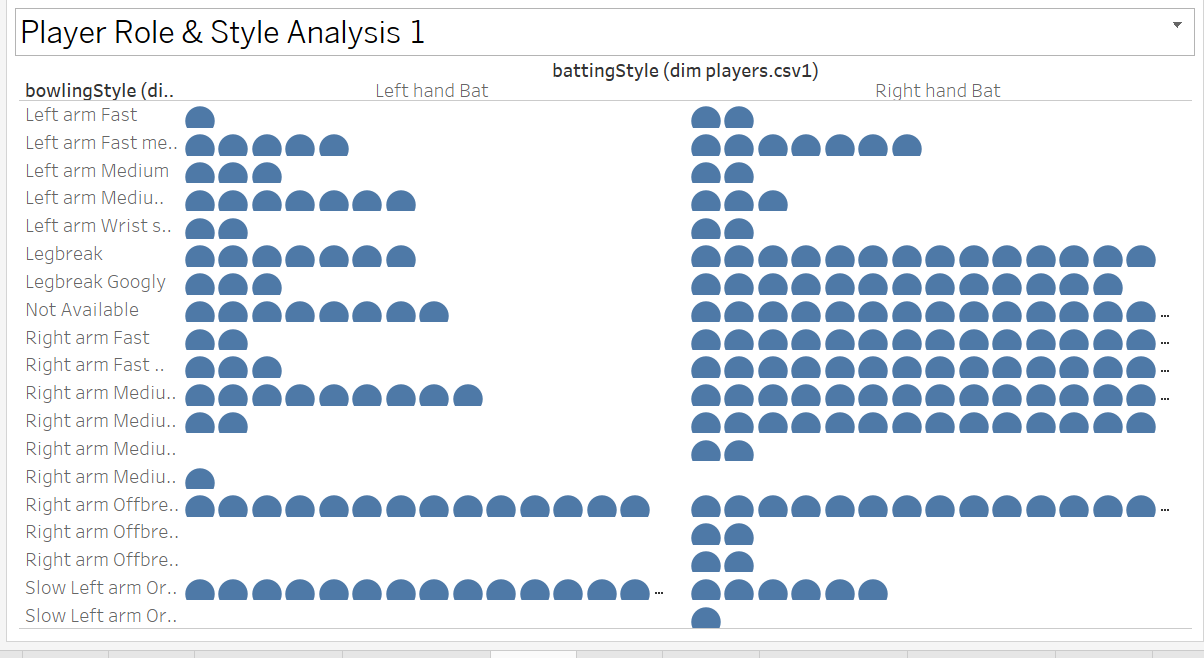 Player Role & Style Analysis 1
battingStyle (dim players.csv1)
bowlingStyle (di.. Left hand Bat Right hand Bat
Left arm Fast
Left arm Fast me..
Left arm Medium
Left arm Mediu..
Left arm Wrist s..
Legbreak
Legbreak Googly
Not Available ...
Right arm Fast ...
Right arm Fast .. ...
Right arm Mediu.. ...
Right arm Mediu..
Right arm Mediu..
Right arm Mediu..
Right arm Offbre.. ...
Right arm Offbre..
Right arm Offbre..
Slow Left arm Or.. ...
Slow Left arm Or..